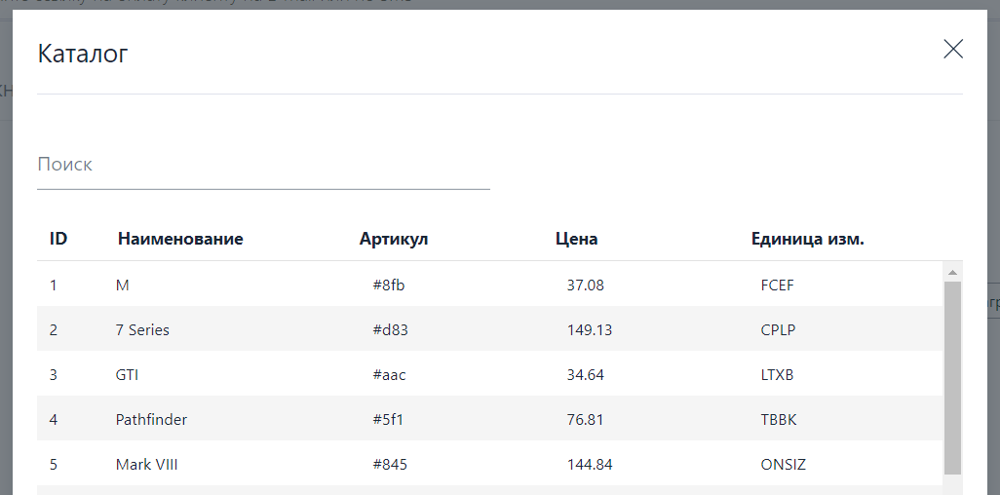 Каталог
Поиск
ID Наименование Артикул Цена Единица изм.
1 M #8fb 37.08 FCEF
2 7 Series #d83 149.13 CPLP
3 GTI #aac 34.64 LTXB
4 Pathfinder #5f1 76.81 TBBK
5 Mark VIII #845 144.84 ONSIZ